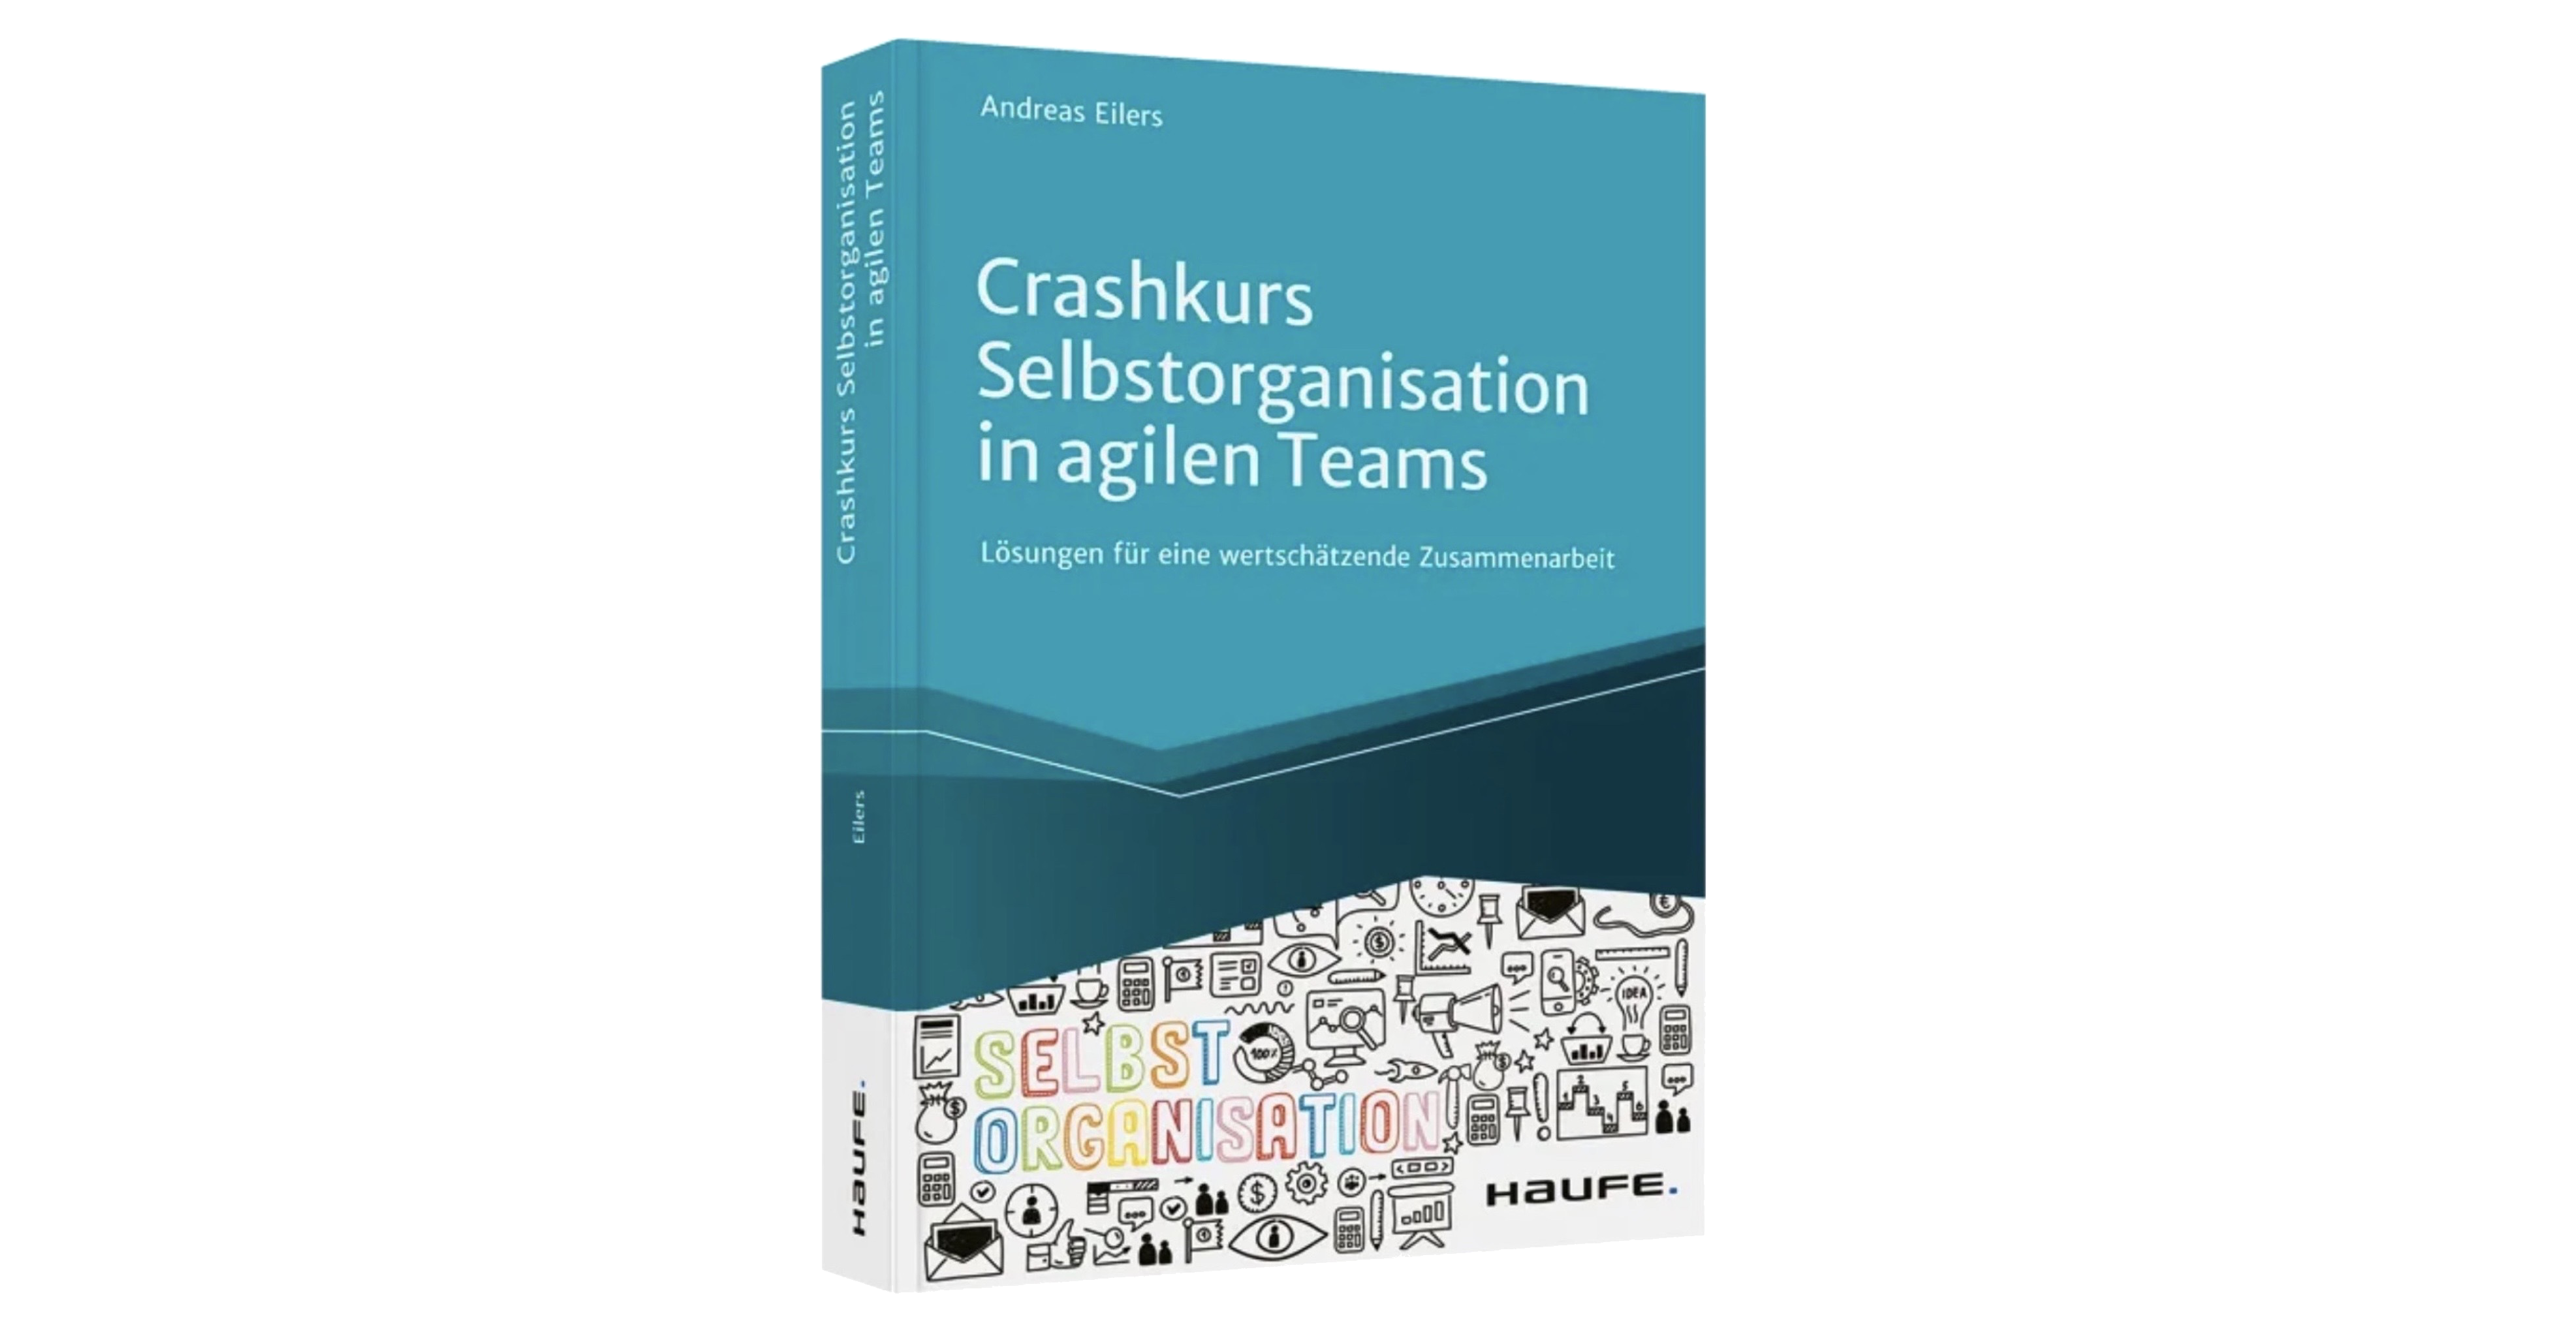 Crashkurs Selbstorganisation
in agilen Teams
Eilers
HAUFE.
Andreas Eilers
Crashkurs
Selbstorganisation
in agilen Teams
Lösungen für eine wertschätzende Zusammenarbeit
IDEA
SELBST
100%
ORGANISATION
HAUFE.